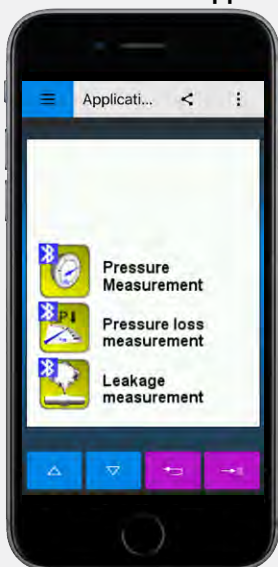 Applicati...
Pressure
Measurement
P
Pressure loss
measurement
Leakage
measurement